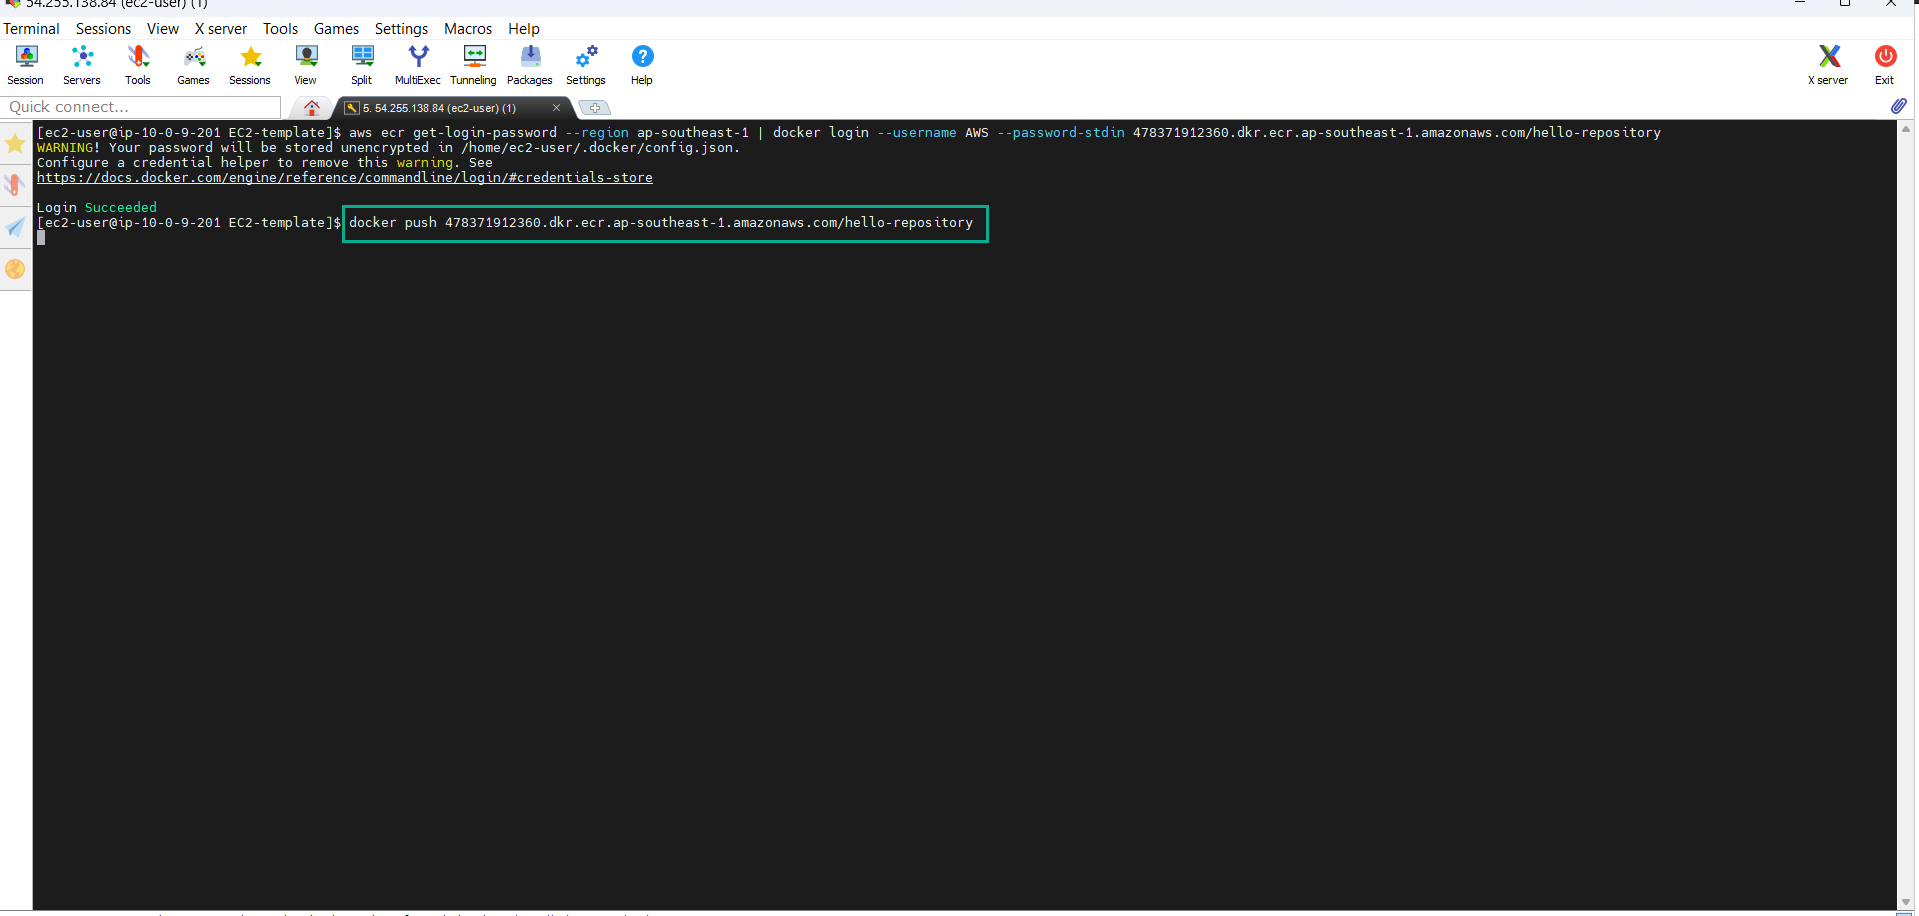 54.255.138.84 (ec2-user) (1)
Terminal Sessions View X server Tools Games Settings Macros Help
Session Servers Tools Games Sessions View Split MultiExec Tunneling Packages Settings Help X server Exit
Quick connect...
5. 54.255.138.84 (ec2-user) (1)
[ec2-user@ip-10-0-9-201 EC2-template]$ aws ecr get-login-password --region ap-southeast-1 | docker login --username AWS --password-stdin 478371912360.dkr.ecr.ap-southeast-1.amazonaws.com/hello-repository
WARNING! Your password will be stored unencrypted in /home/ec2-user/.docker/config.json.
Configure a credential helper to remove this warning. See
https://docs.docker.com/engine/reference/commandline/login/#credentials-store
Login Succeeded
[ec2-user@ip-10-0-9-201 EC2-template]$ docker push 478371912360.dkr.ecr.ap-southeast-1.amazonaws.com/hello-repository